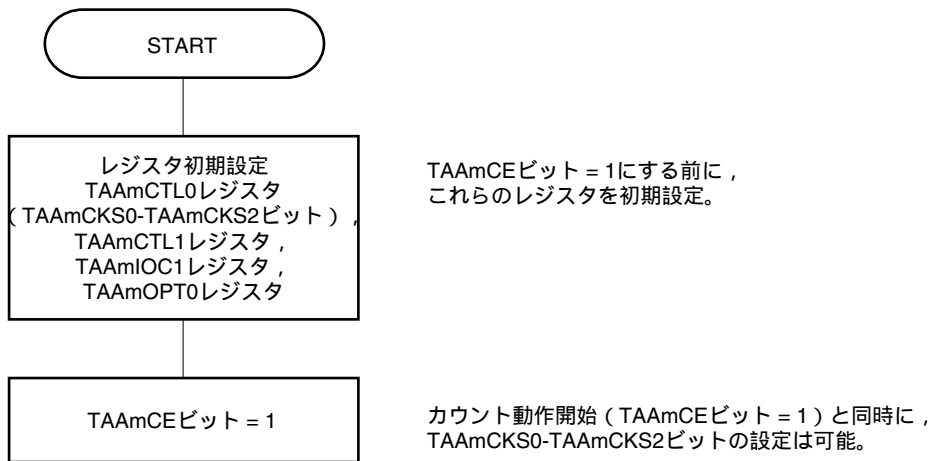 START
レジスタ初期設定
TAAmCTL0レジスタ
（TAAmCKS0-TAAmCKS2ビット），
TAAmCTL1レジスタ，
TAAmIOC1レジスタ，
TAAmOPT0レジスタ
TAAmCEビット = 1にする前に，
これらのレジスタを初期設定。
TAAmCEビット = 1
カウント動作開始（TAAmCEビット = 1）と同時に，
TAAmCKS0-TAAmCKS2ビットの設定は可能。